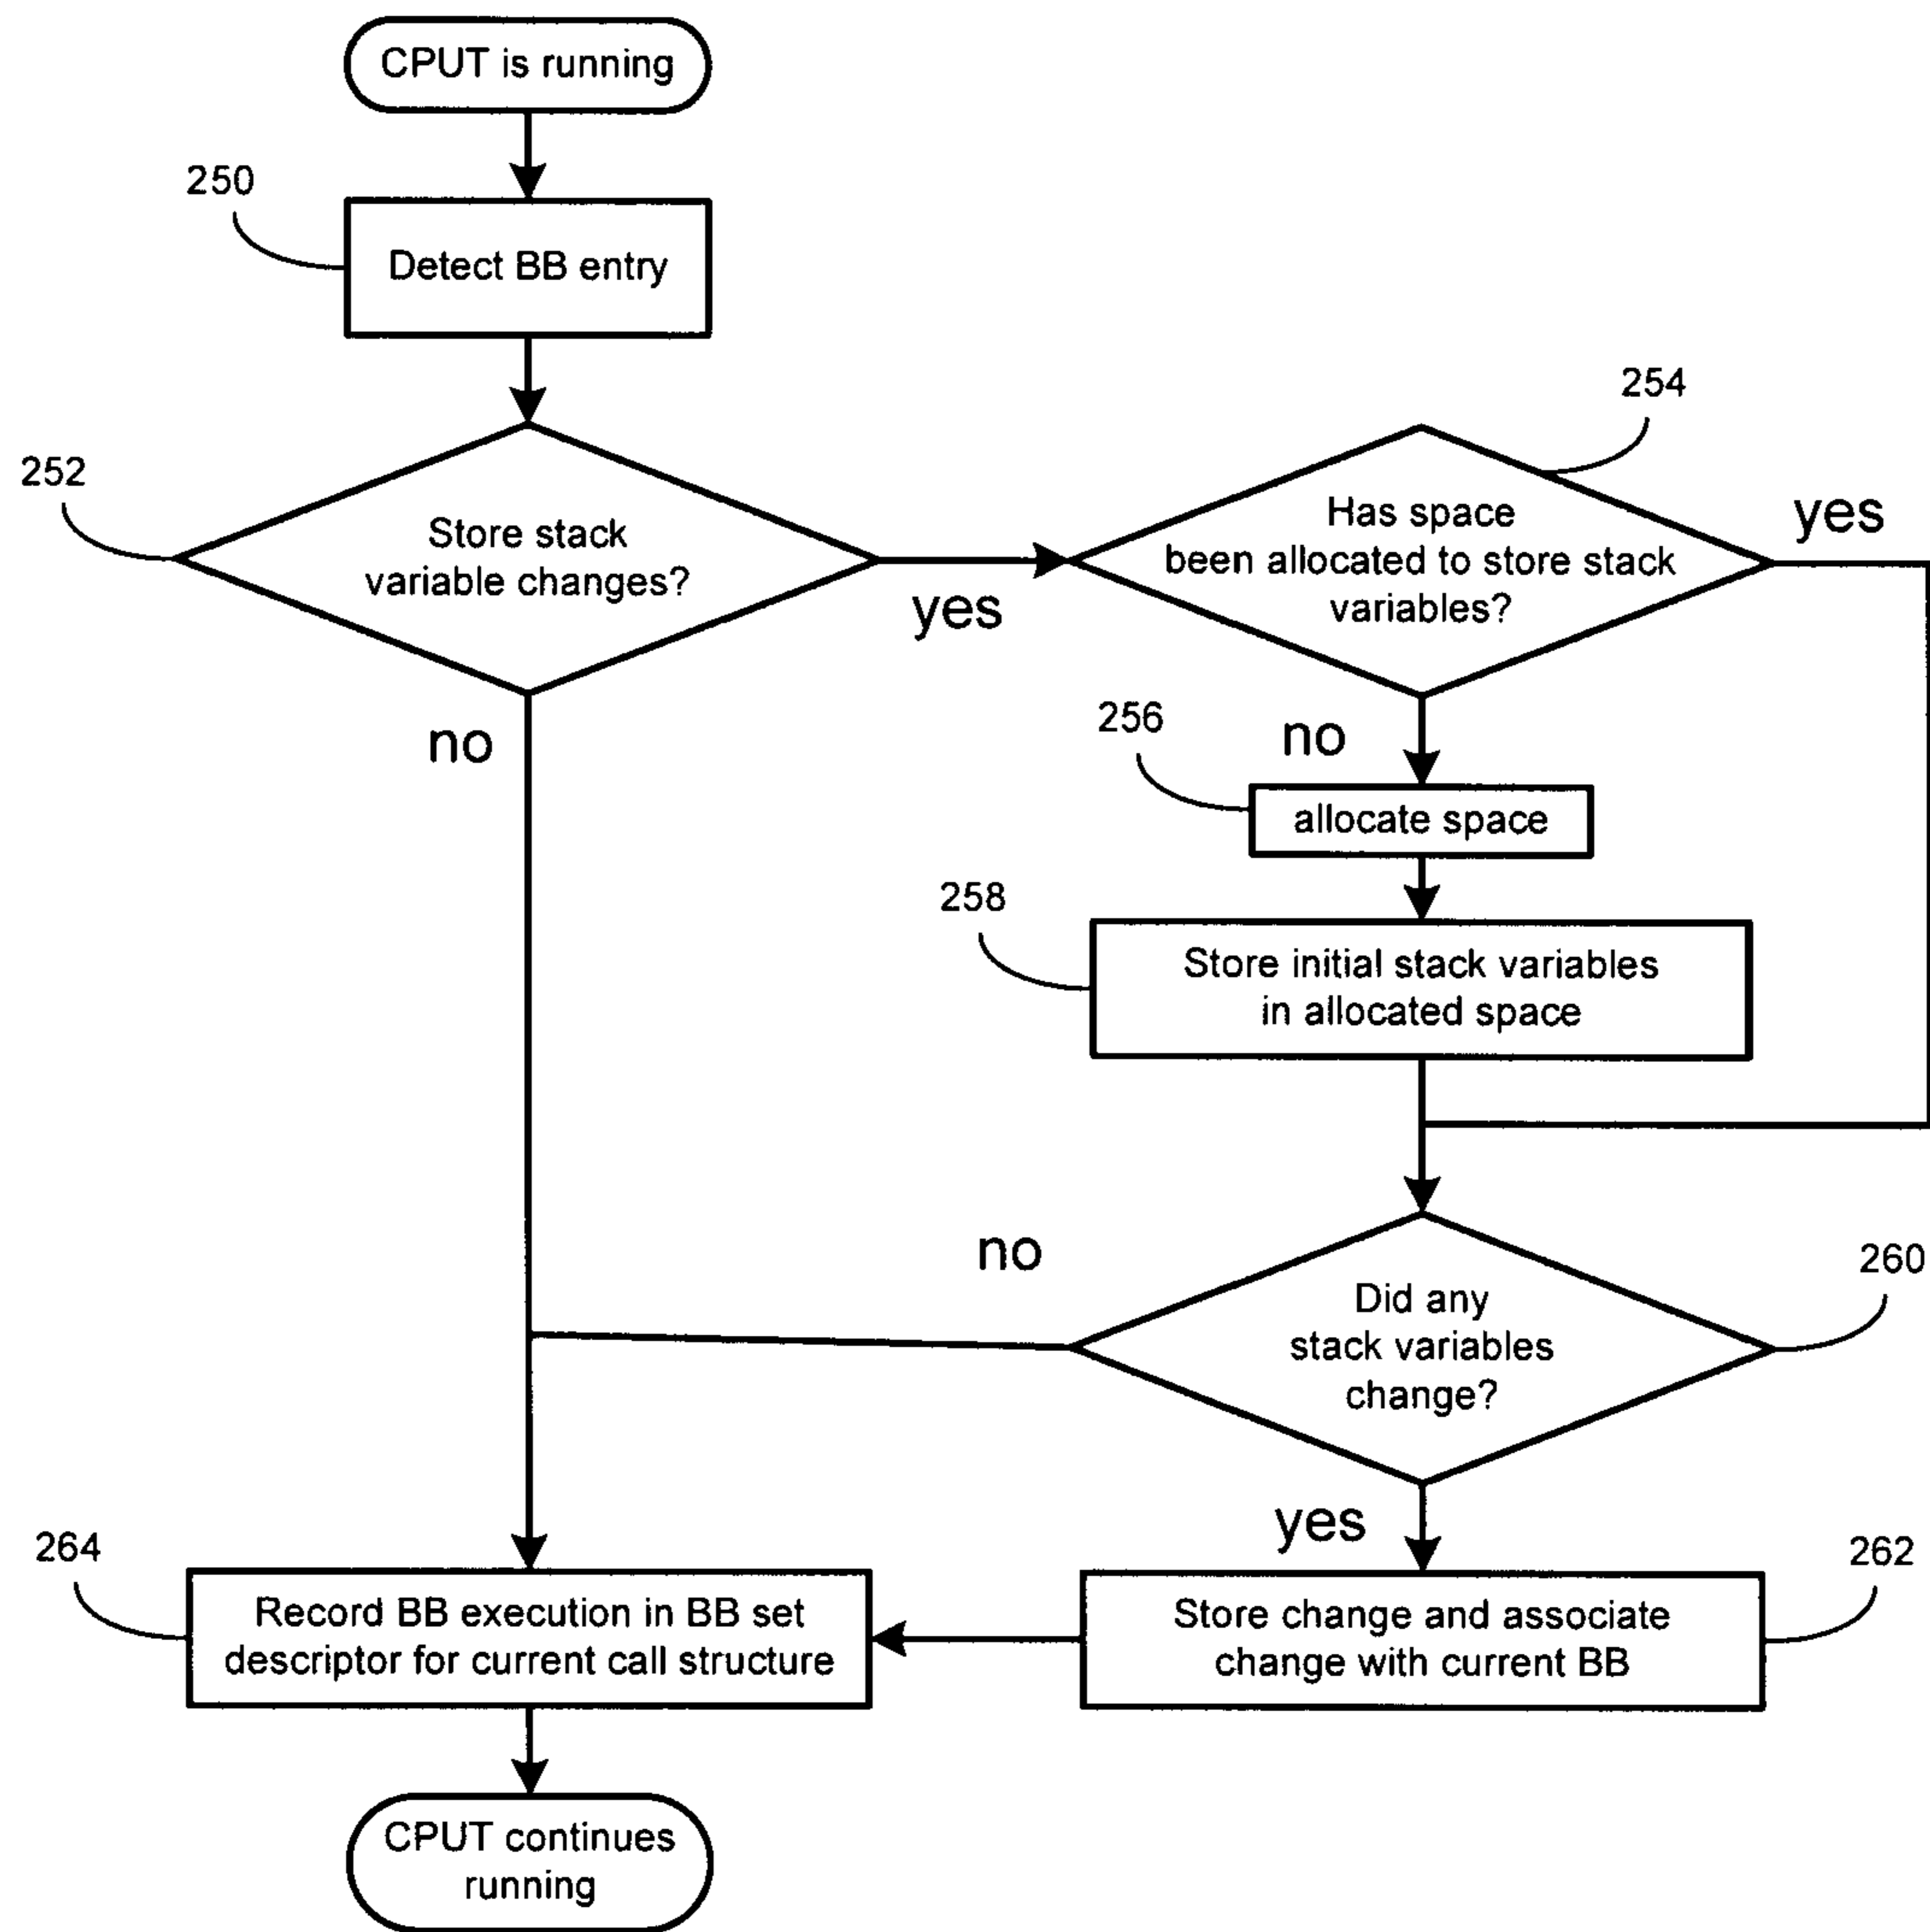 CPUT is running
250
Detect BB entry
252
Store stack
variable changes?
yes
no
254
Has space
been allocated to store stack
variables?
yes
no
256
allocate space
258
Store initial stack variables
in allocated space
260
Did any
stack variables
change?
no
yes
262
Store change and associate
change with current BB
264
Record BB execution in BB set
descriptor for current call structure
CPUT continues
running